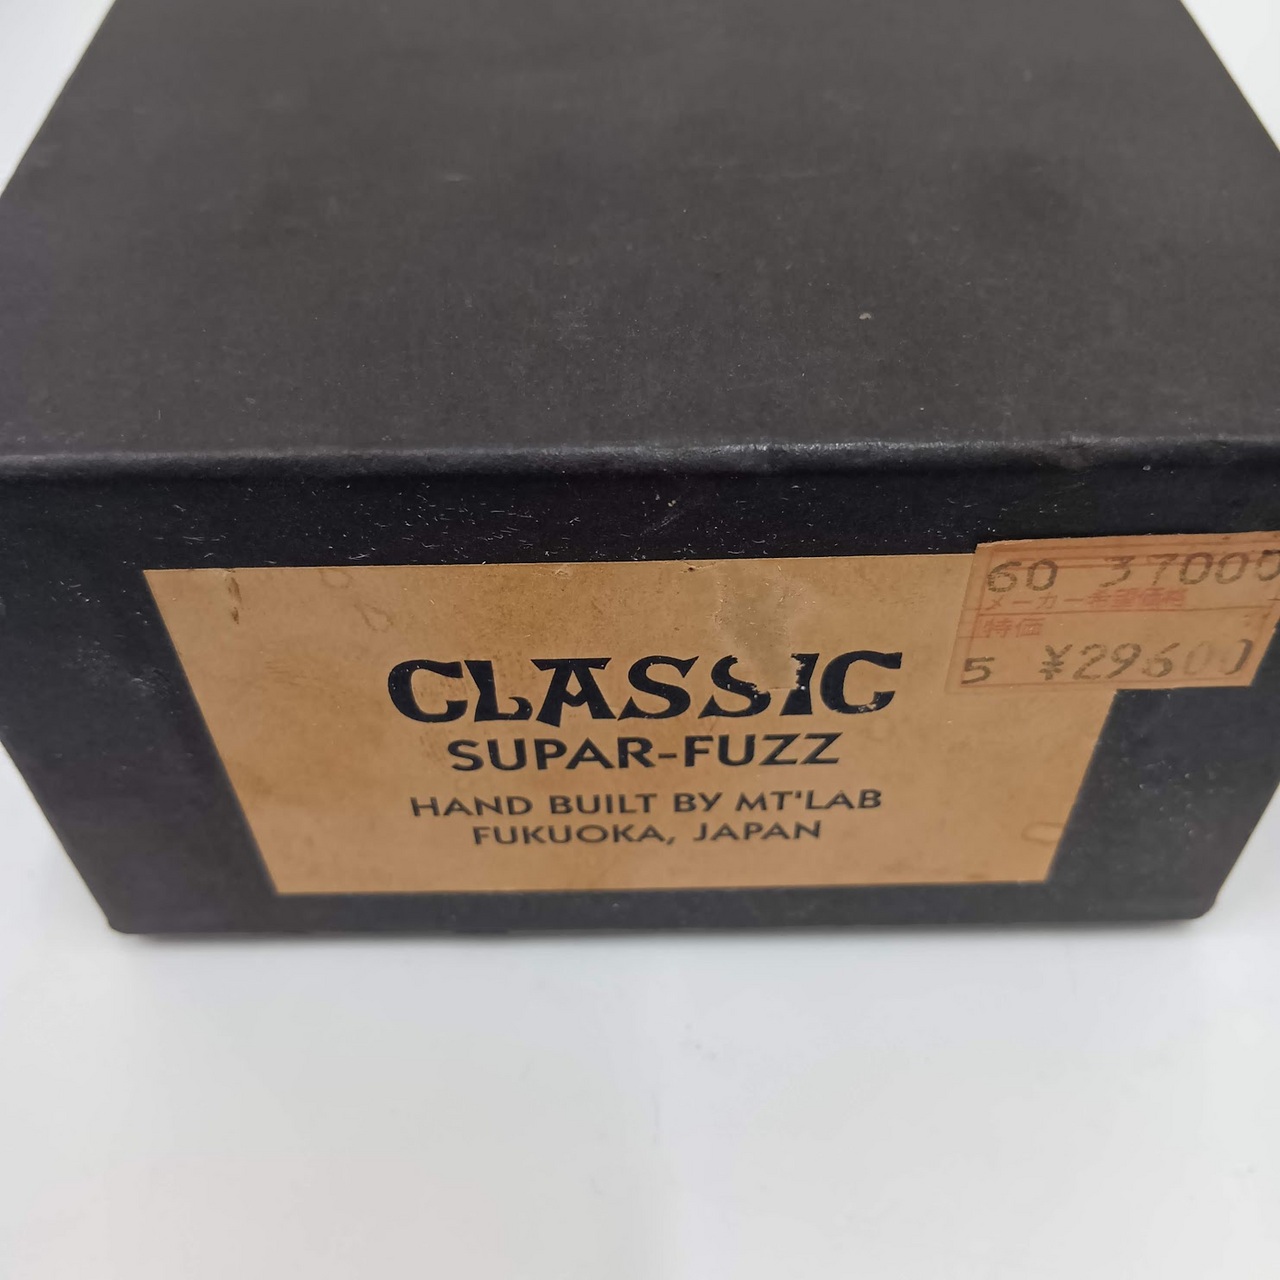 60 37000
メーカー希望価格
特価
5 ¥29600
CLASSIC
SUPAR-FUZZ
HAND BUILT BY MT'LAB
FUKUOKA, JAPAN